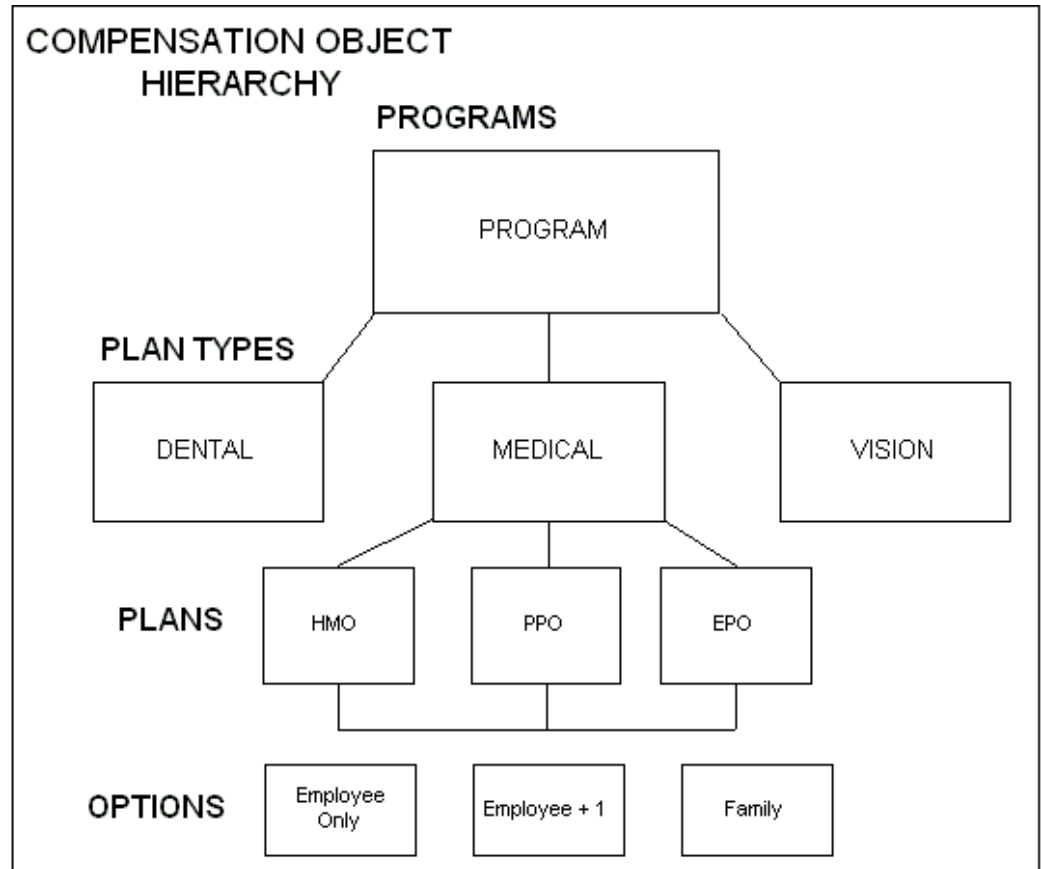 COMPENSATION OBJECT
HIERARCHY
PROGRAMS
PROGRAM
PLAN TYPES
DENTAL
MEDICAL
VISION
PLANS
HMO
PPO
EPO
OPTIONS
Employee
Only
Employee + 1
Family